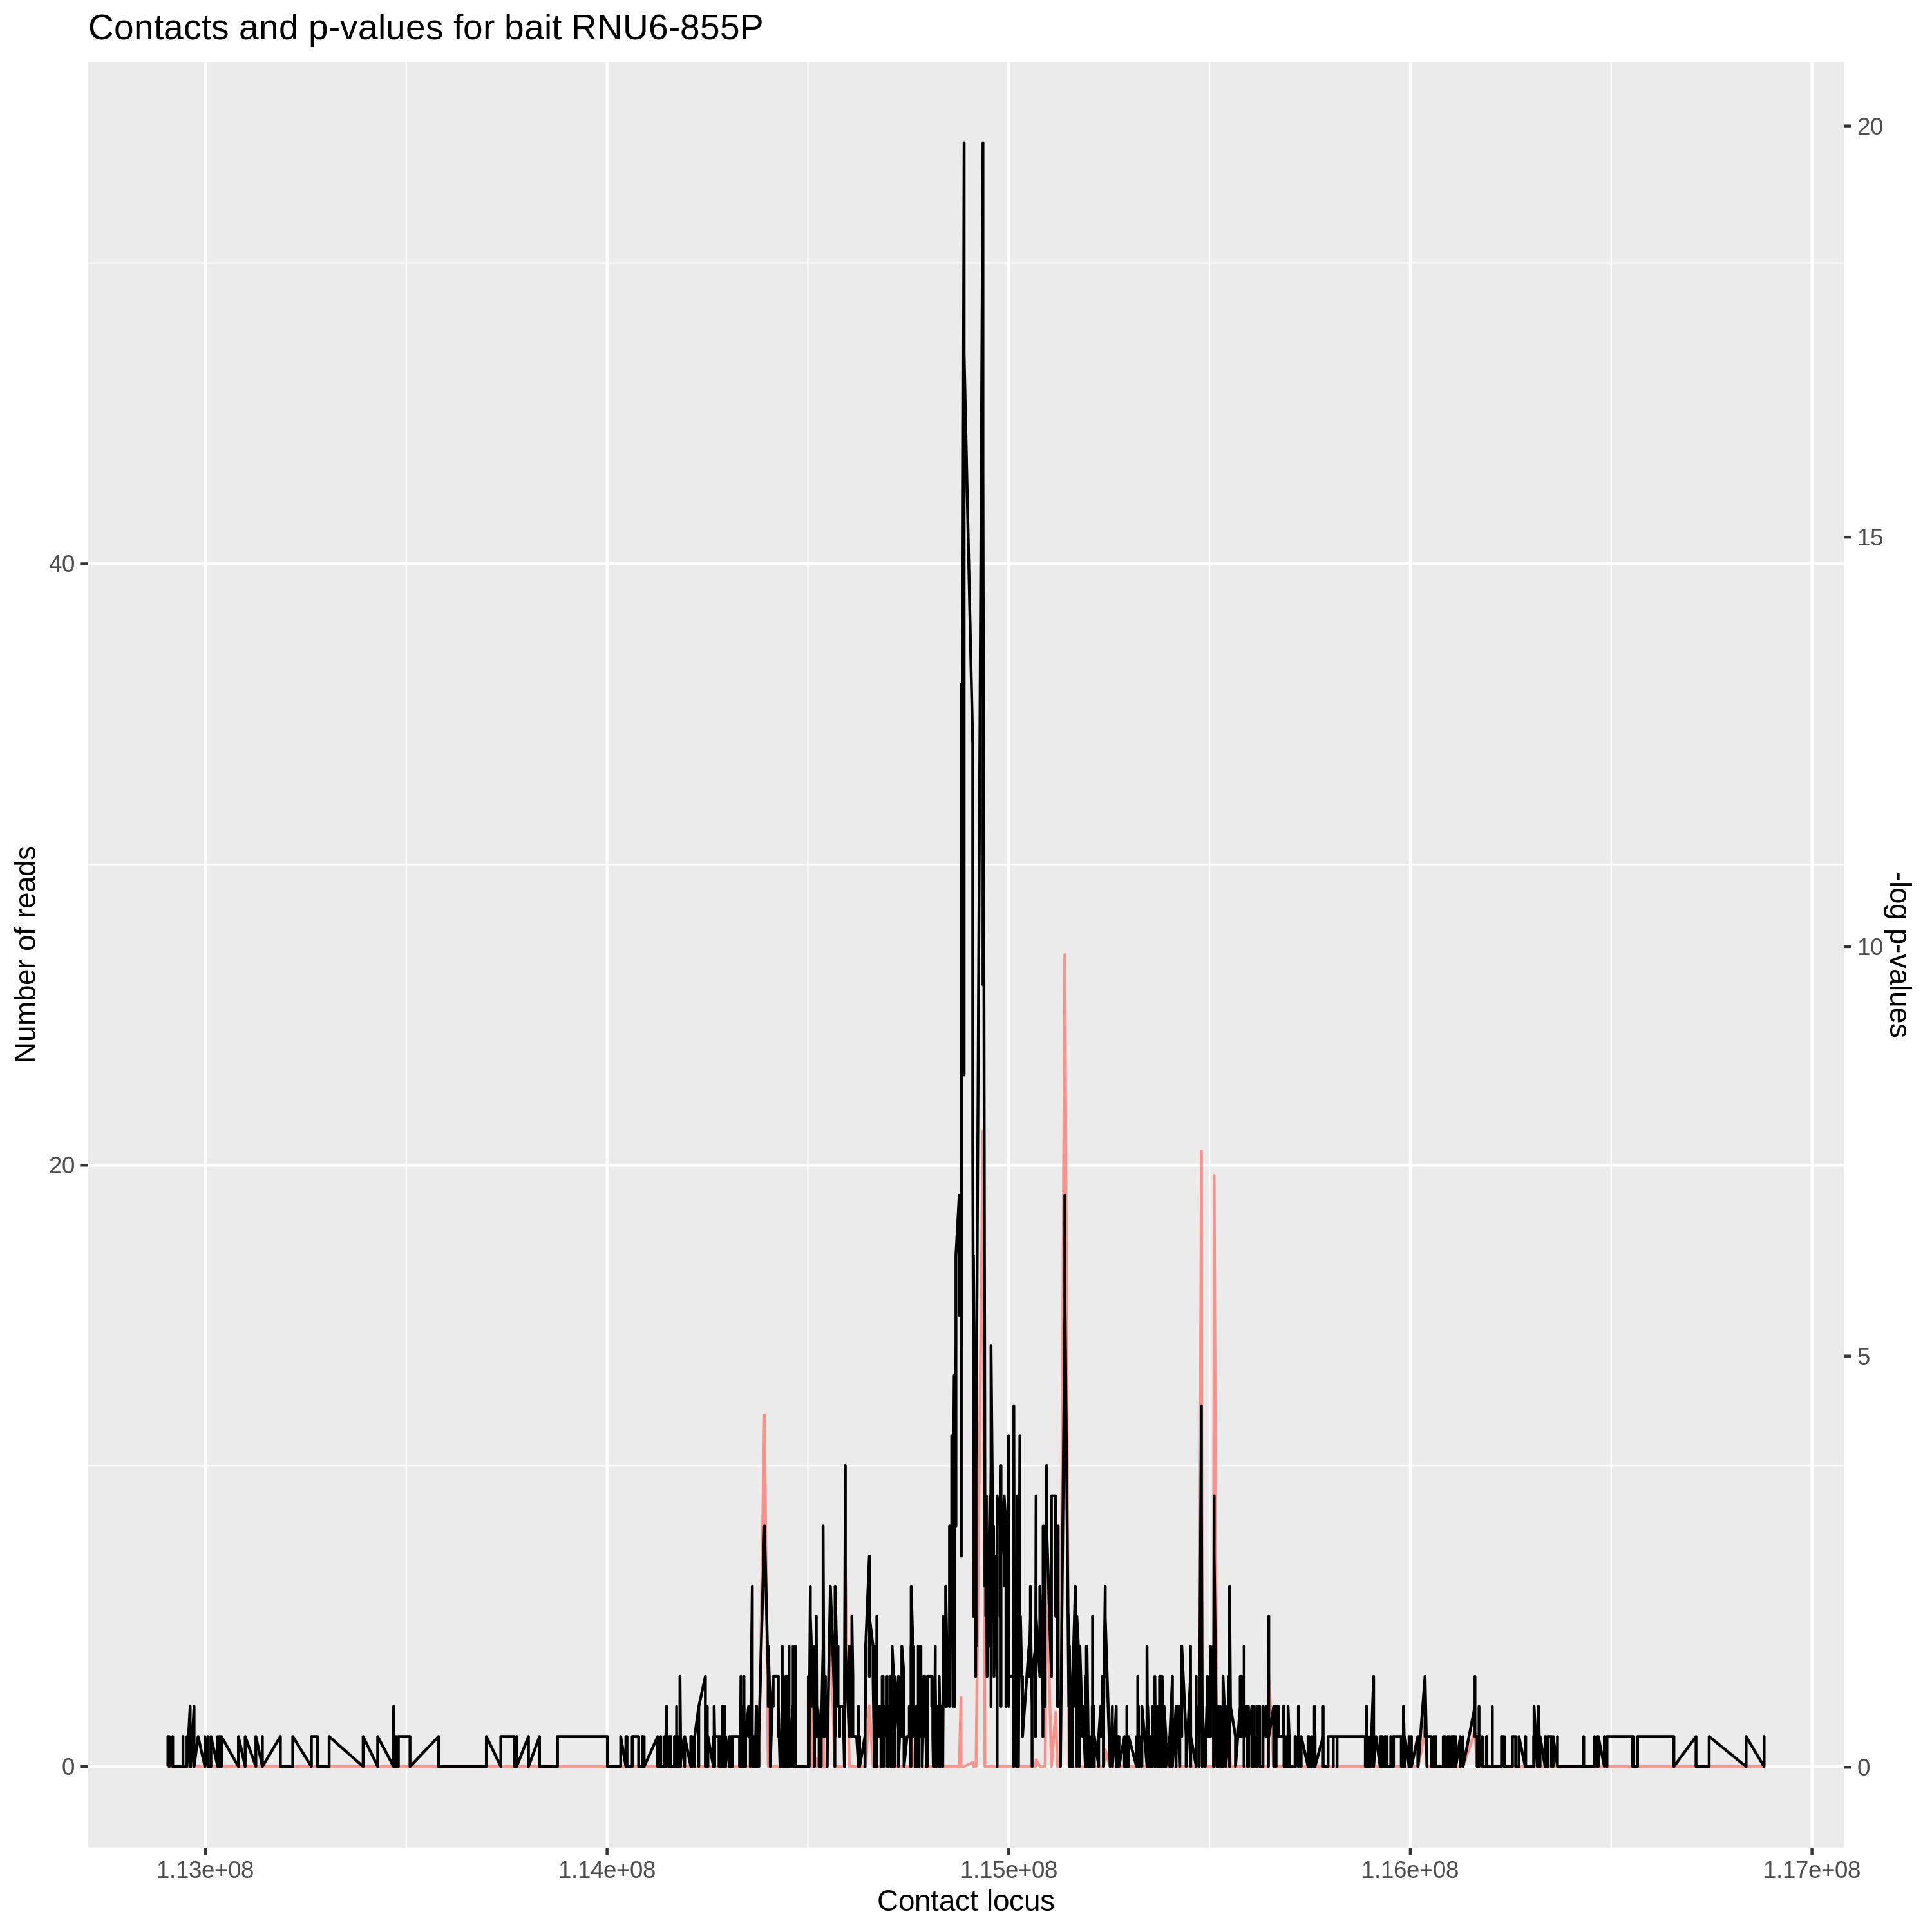 Contacts and p-values for bait RNU6-855P
Number of reads
40
20
0
20
15
10
5
0
-log p-values
1.13e+08 1.14e+08 1.15e+08 1.16e+08 1.17e+08
Contact locus